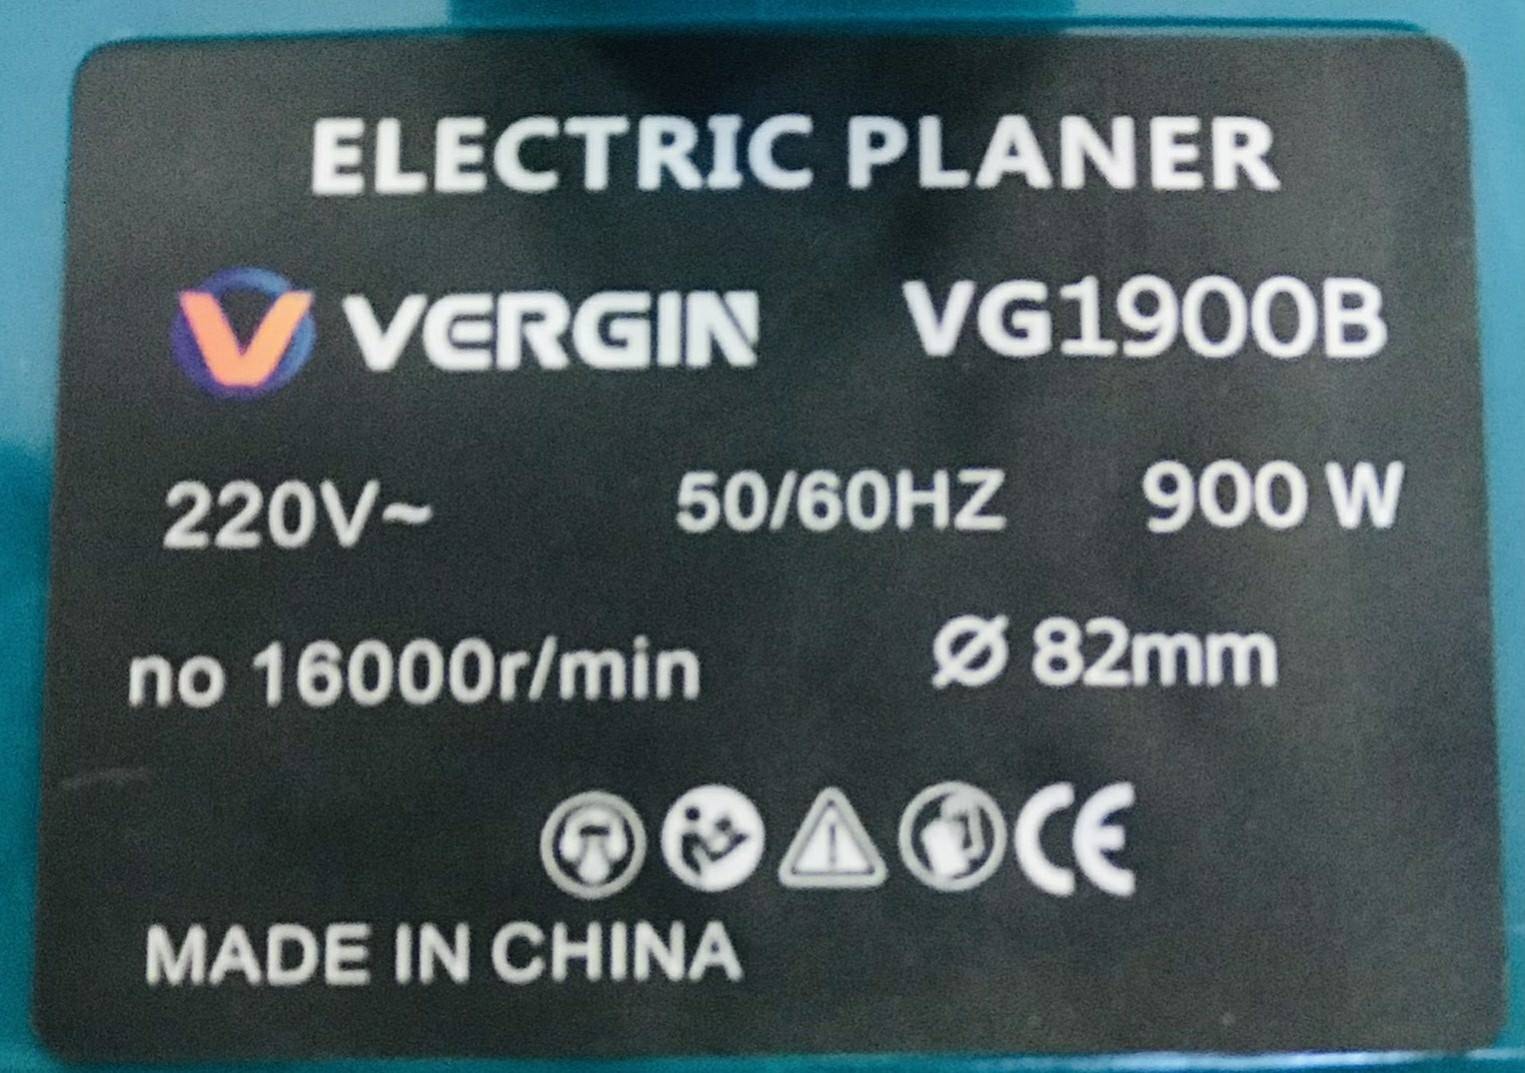 ELECTRIC PLANER
V VERGIN VG1900B
220V~ 50/60HZ 900 W
no 16000r/min Ø 82mm
CE
MADE IN CHINA